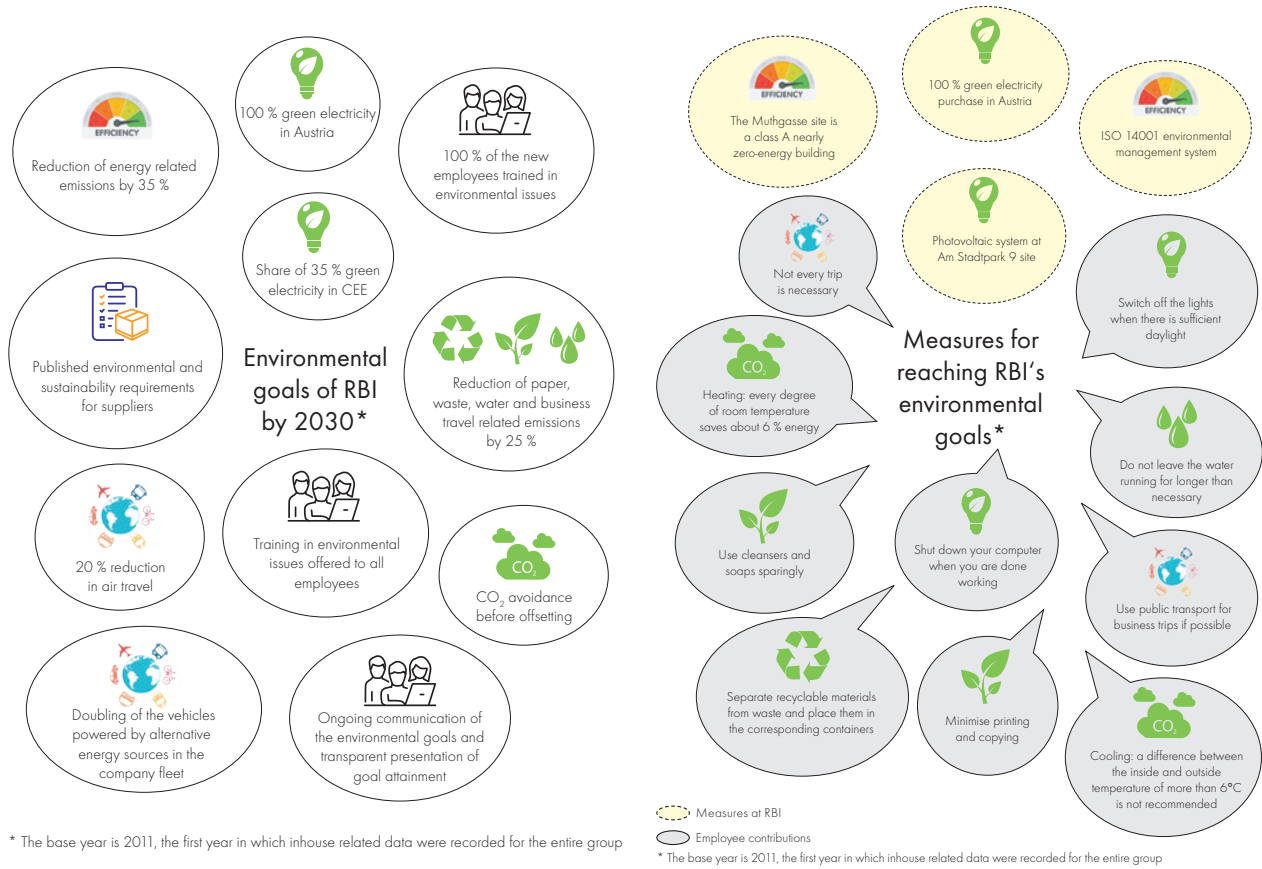 EFFICIENCY
Reduction of energy related
emissions by 35 %
100 % green electricity
in Austria
100 % of the new
employees trained in
environmental issues
Share of 35 % green
electricity in CEE
Published environmental and
sustainability requirements
for suppliers
Environmental
goals of RBI
by 2030*
Reduction of paper,
waste, water and business
travel related emissions
by 25 %
20 % reduction
in air travel
Training in environmental
issues offered to all
employees
CO₂
CO₂ avoidance
before offsetting
Doubling of the vehicles
powered by alternative
energy sources in the
company fleet
Ongoing communication of
the environmental goals and
transparent presentation of
goal attainment
* The base year is 2011, the first year in which inhouse related data were recorded for the entire group
EFFICIENCY
The Muthgasse site is
a class A nearly
zero-energy building
100 % green electricity
purchase in Austria
EFFICIENCY
ISO 14001 environmental
management system
Not every trip
is necessary
Photovoltaic system at
Am Stadtpark 9 site
Switch off the lights
when there is sufficient
daylight
CO₂
Heating: every degree
of room temperature
saves about 6 % energy
Measures for
reaching RBI‘s
environmental
goals*
Do not leave the water
running for longer than
necessary
Use cleansers and
soaps sparingly
Shut down your computer
when you are done
working
Use public transport for
business trips if possible
Separate recyclable materials
from waste and place them in
the corresponding containers
Minimise printing
and copying
CO₂
Cooling: a difference between
the inside and outside
temperature of more than 6°C
is not recommended
Measures at RBI
Employee contributions
* The base year is 2011, the first year in which inhouse related data were recorded for the entire group